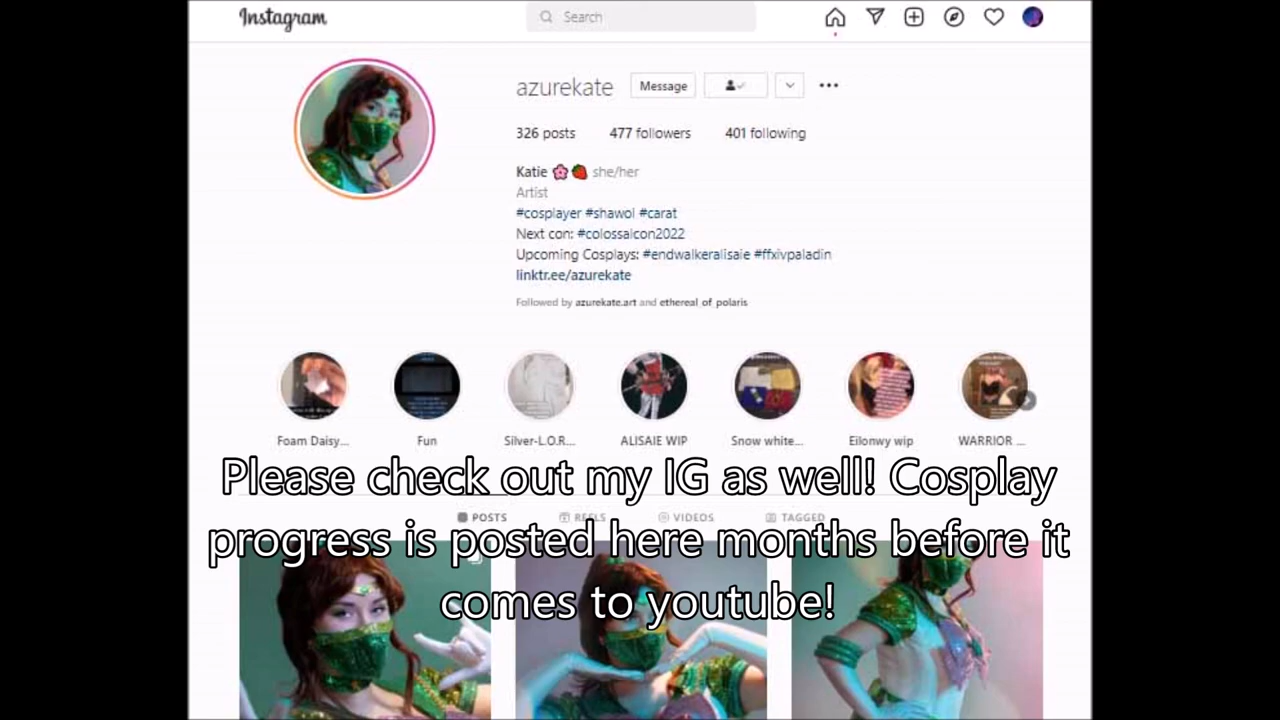 Instagram
Search
azurekate Message
326 posts 477 followers 401 following
Katie 🌸🍓 she/her
Artist
#cosplayer #shawol #carat
Next con: #colossalcon2022
Upcoming Cosplays: #endwalkeralisaie #ffxivpaladin
linktr.ee/azurekate
Followed by azurekate.art and ethereal_of_polaris
Foam Daisy... Fun Silver-L.O.R... ALISAIE WIP Snow white... Eilonwy wip WARRIOR ...
Please check out my IG as well! Cosplay
POSTS REELS VIDEOS TAGGED
progress is posted here months before it
comes to youtube!